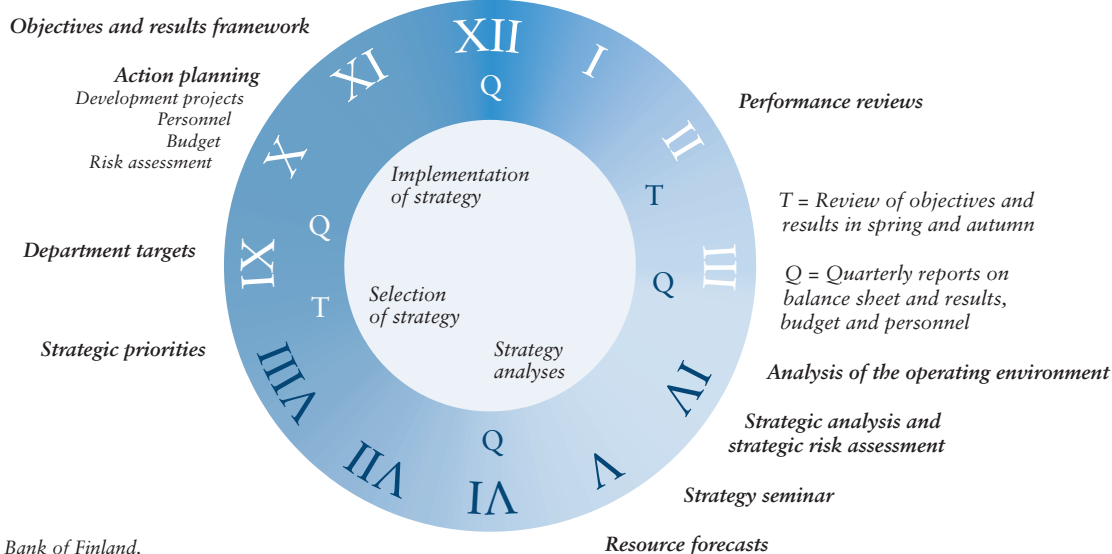 Objectives and results framework
Action planning
Development projects
Personnel
Budget
Risk assessment
Department targets
Strategic priorities
XII
Q
I
II
T
III
Q
IV
V
VI
Q
VII
VIII
T
IX
Q
X
XI
Implementation
of strategy
Selection
of strategy
Strategy
analyses
Performance reviews
T = Review of objectives and
results in spring and autumn
Q = Quarterly reports on
balance sheet and results,
budget and personnel
Analysis of the operating environment
Strategic analysis and
strategic risk assessment
Strategy seminar
Resource forecasts
Bank of Finland,